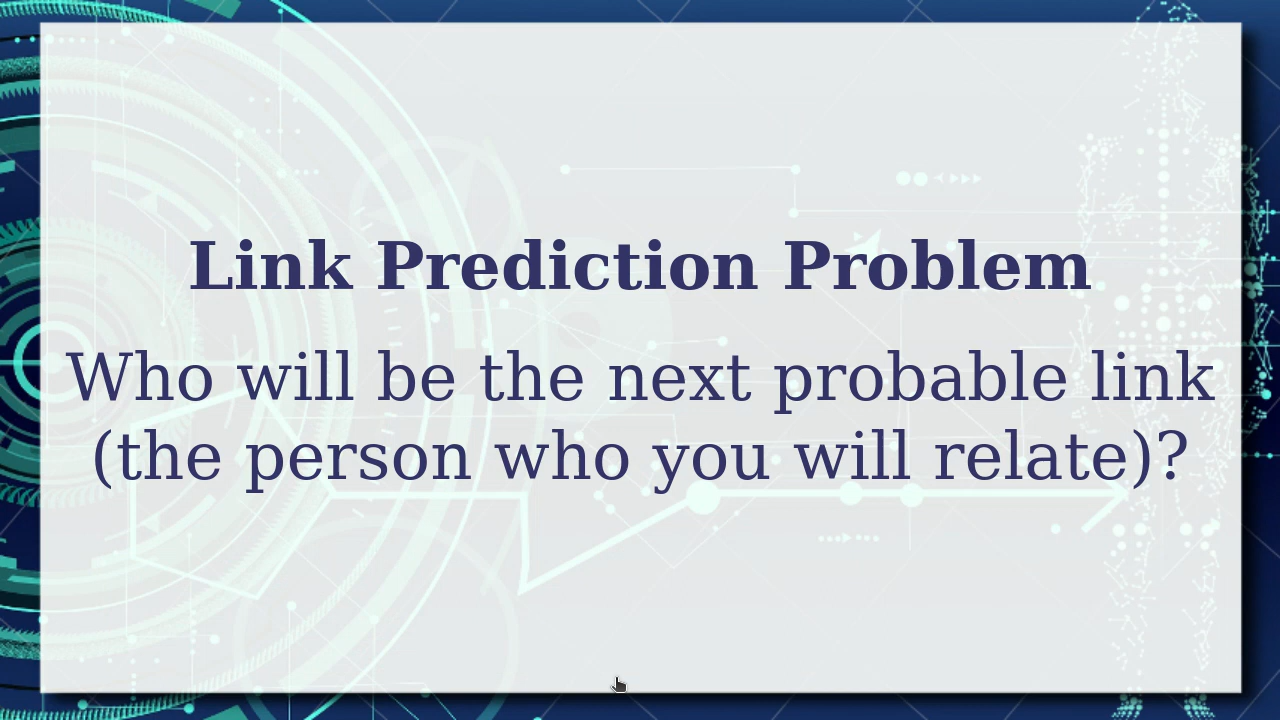 Link Prediction Problem
Who will be the next probable link
(the person who you will relate)?